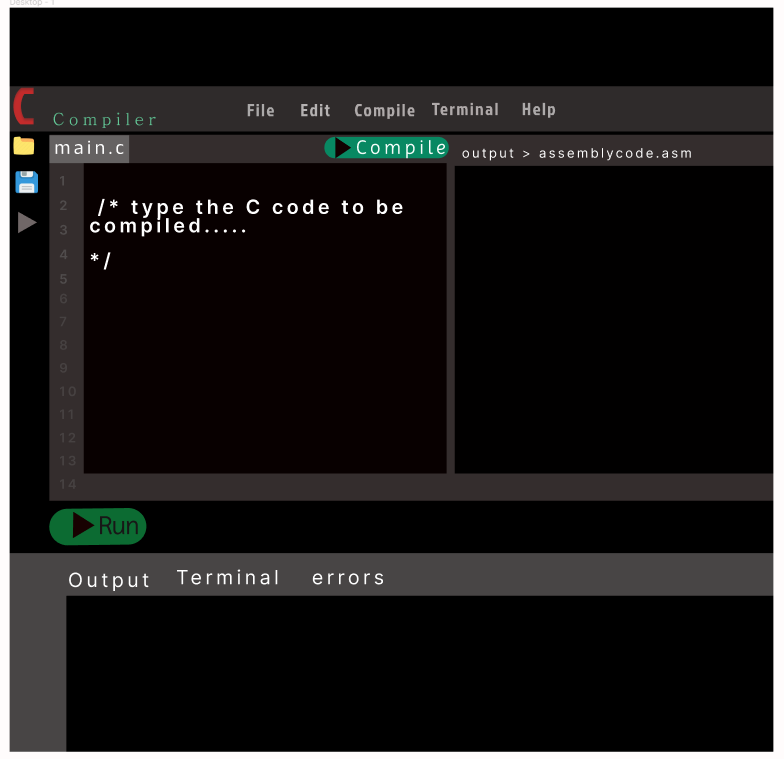 Desktop - 1
C Compiler
File Edit Compile Terminal Help
main.c
Compile
output > assemblycode.asm
1
2
3
4
5
6
7
8
9
10
11
12
13
14
/* type the C code to be
compiled.....
*/
Run
Output Terminal errors